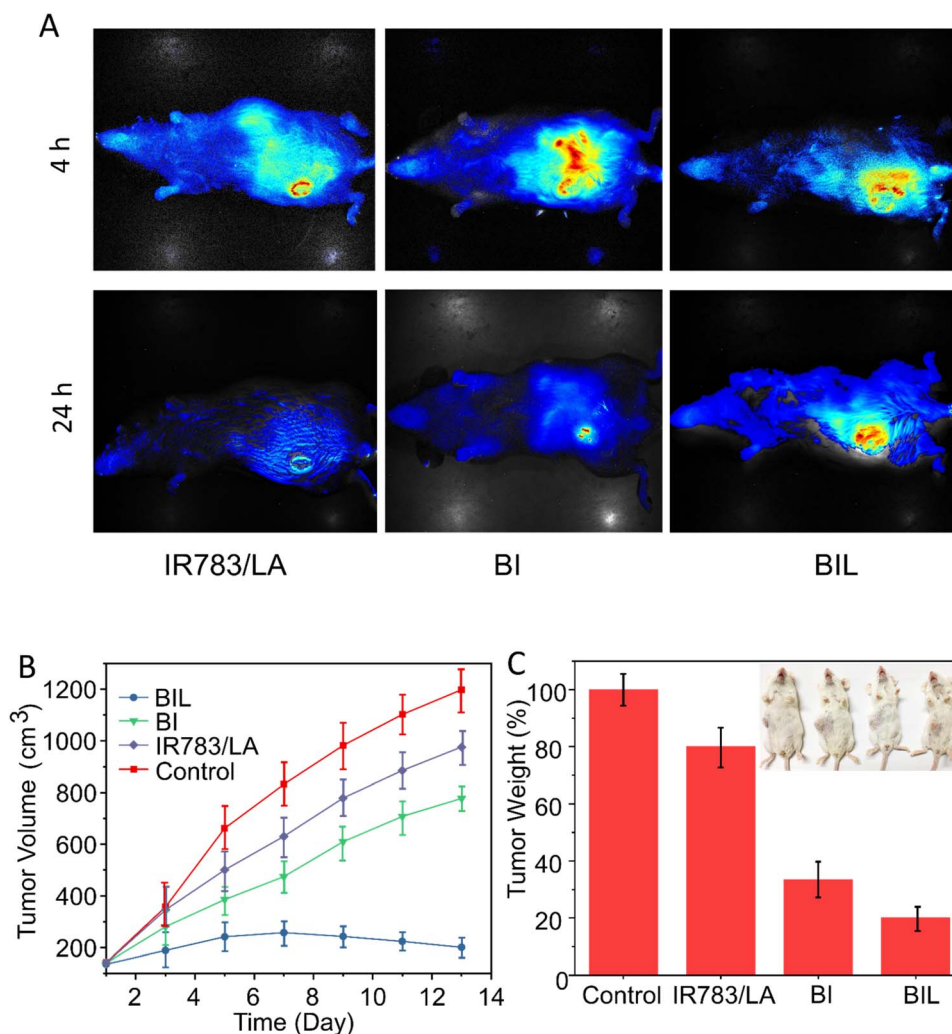 A
4 h
24 h
IR783/LA
BI
BIL
B
Tumor Volume (cm3)
1200
1000
800
600
400
200
BIL
BI
IR783/LA
Control
2
4
6
8
10
12
14
Time (Day)
C
Tumor Weight (%)
100
80
60
40
20
0
Control
IR783/LA
BI
BIL